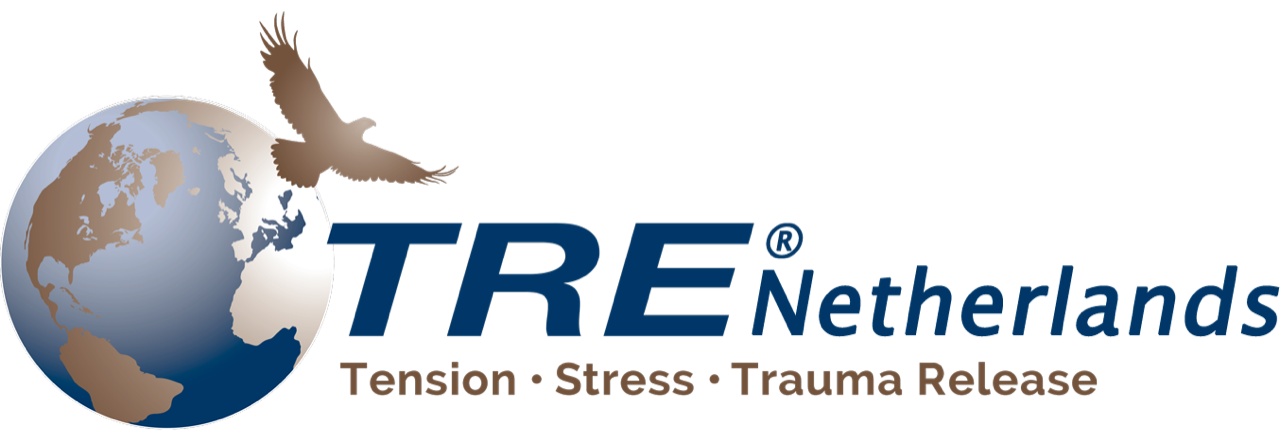 TRE®
Netherlands
Tension • Stress • Trauma Release